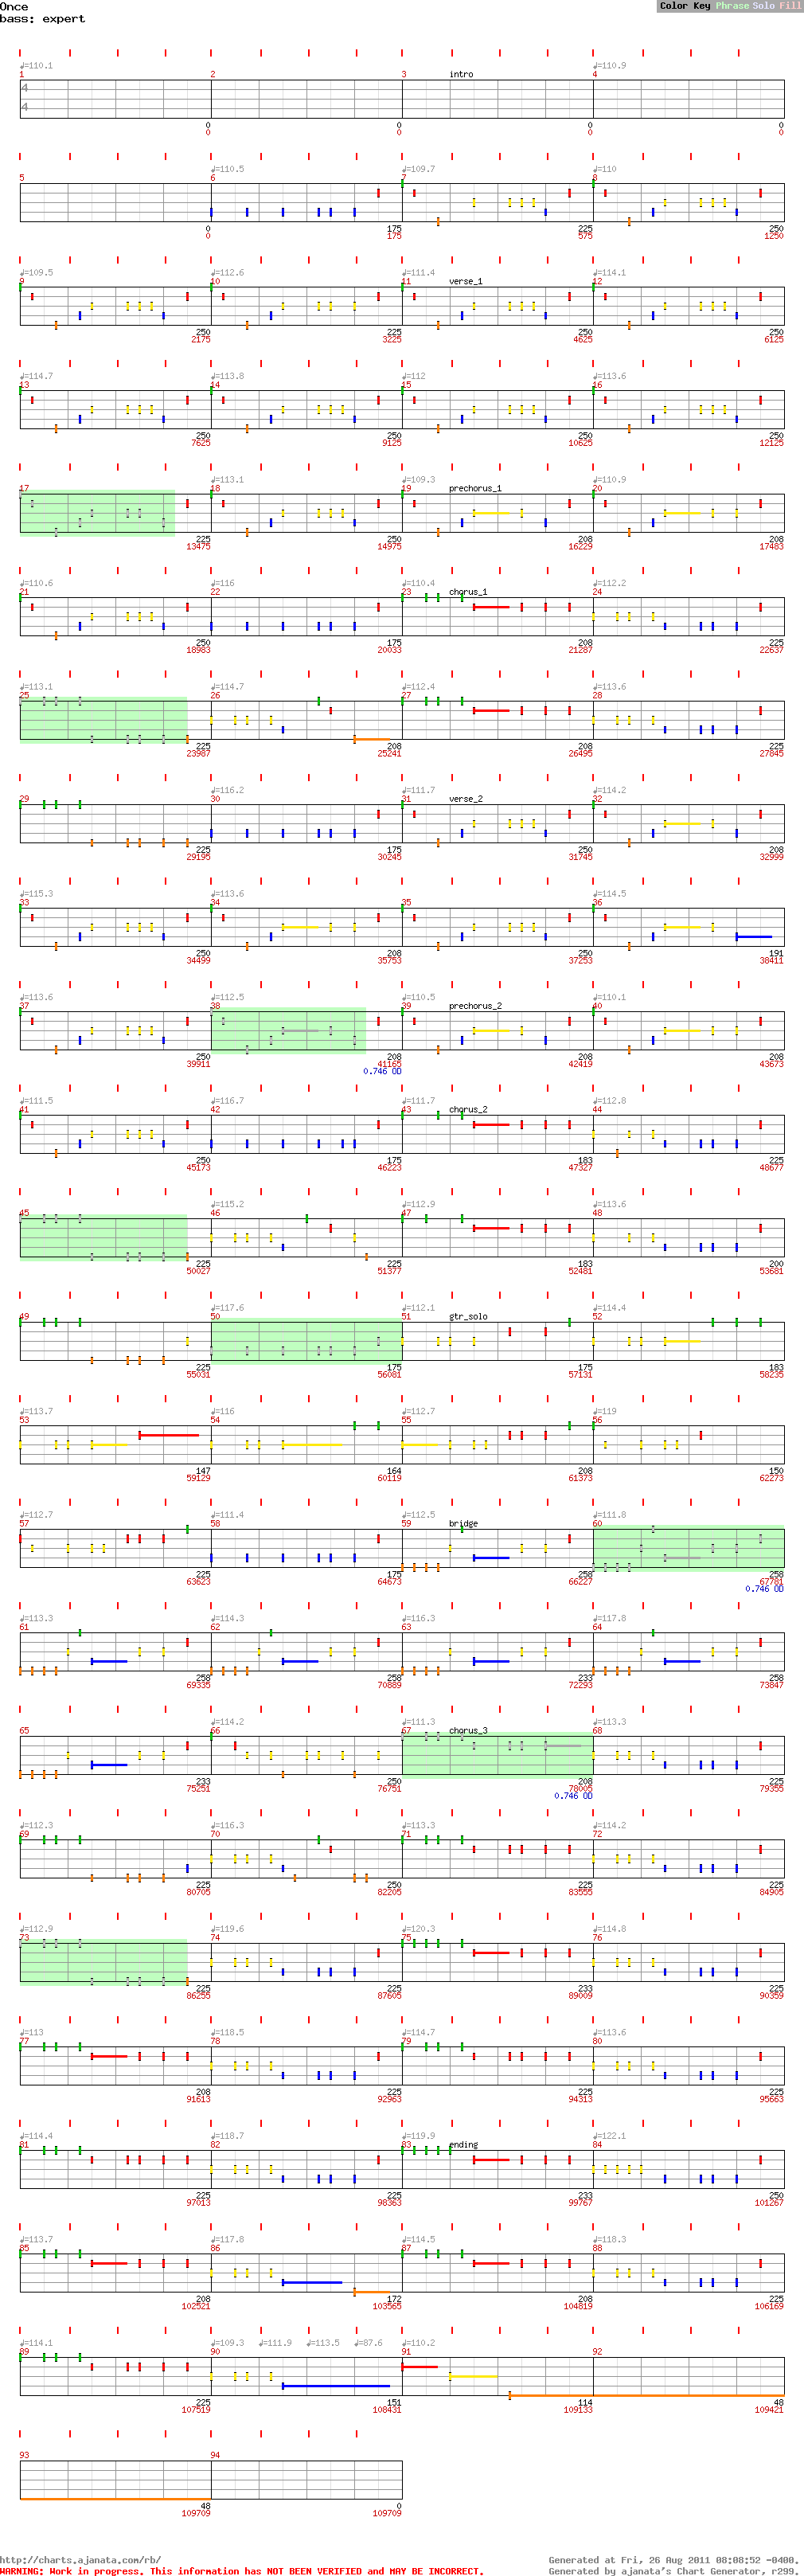 Once
bass: expert
Color Key Phrase Solo Fill
♩=110.1 ♩=110.9
1 2 3 intro 4
4
4
0 0 0 0
0 0 0 0
♩=110.5 ♩=109.7 ♩=110
5 6 7 8
0 175 225 250
0 175 575 1250
♩=109.5 ♩=112.6 ♩=111.4 ♩=114.1
9 10 11 verse_1 12
250 225 250 250
2175 3225 4625 6125
♩=114.7 ♩=113.8 ♩=112 ♩=113.6
13 14 15 16
250 250 250 250
7625 9125 10625 12125
♩=113.1 ♩=109.3 ♩=110.9
17 18 19 prechorus_1 20
225 250 208 208
13475 14975 16229 17483
♩=110.6 ♩=116 ♩=110.4 ♩=112.2
21 22 23 chorus_1 24
250 175 208 225
18983 20033 21287 22637
♩=113.1 ♩=114.7 ♩=112.4 ♩=113.6
25 26 27 28
225 208 208 225
23987 25241 26495 27845
♩=116.2 ♩=111.7 ♩=114.2
29 30 31 verse_2 32
225 175 250 208
29195 30245 31745 32999
♩=115.3 ♩=113.6 ♩=114.5
33 34 35 36
250 208 250 191
34499 35753 37253 38411
♩=113.6 ♩=112.5 ♩=110.5 ♩=110.1
37 38 39 prechorus_2 40
250 208 208 208
39911 41165 42419 43673
0.746 OD
♩=111.5 ♩=116.7 ♩=111.7 ♩=112.8
41 42 43 chorus_2 44
250 175 183 225
45173 46223 47327 48677
♩=115.2 ♩=112.9 ♩=113.6
45 46 47 48
225 225 183 200
50027 51377 52481 53681
♩=117.6 ♩=112.1 ♩=114.4
49 50 51 gtr_solo 52
225 175 175 183
55031 56081 57131 58235
♩=113.7 ♩=116 ♩=112.7 ♩=119
53 54 55 56
147 164 208 150
59129 60119 61373 62273
♩=112.7 ♩=111.4 ♩=112.5 ♩=111.8
57 58 59 bridge 60
225 175 258 258
63623 64673 66227 67781
0.746 OD
♩=113.3 ♩=114.3 ♩=116.3 ♩=117.8
61 62 63 64
258 258 233 258
69335 70889 72293 73847
♩=114.2 ♩=111.3 ♩=113.3
65 66 67 chorus_3 68
233 250 208 225
75251 76751 78005 79355
0.746 OD
♩=112.3 ♩=116.3 ♩=113.3 ♩=114.2
69 70 71 72
225 250 225 225
80705 82205 83555 84905
♩=112.9 ♩=119.6 ♩=120.3 ♩=114.8
73 74 75 76
225 225 233 225
86255 87605 89009 90359
♩=113 ♩=118.5 ♩=114.7 ♩=113.6
77 78 79 80
208 225 225 225
91613 92963 94313 95663
♩=114.4 ♩=118.7 ♩=119.9 ♩=122.1
81 82 83 ending 84
225 225 233 250
97013 98363 99767 101267
♩=113.7 ♩=117.8 ♩=114.5 ♩=118.3
85 86 87 88
208 172 208 225
102521 103565 104819 106169
♩=114.1 ♩=109.3 ♩=111.9 ♩=113.5 ♩=87.6 ♩=110.2
89 90 91 92
225 151 114 48
107519 108431 109133 109421
93 94
48 0
109709 109709
http://charts.ajanata.com/rb/ Generated at Fri, 26 Aug 2011 08:08:52 -0400.
WARNING: Work in progress. This information has NOT BEEN VERIFIED and MAY BE INCORRECT. Generated by ajanata's Chart Generator, r299.